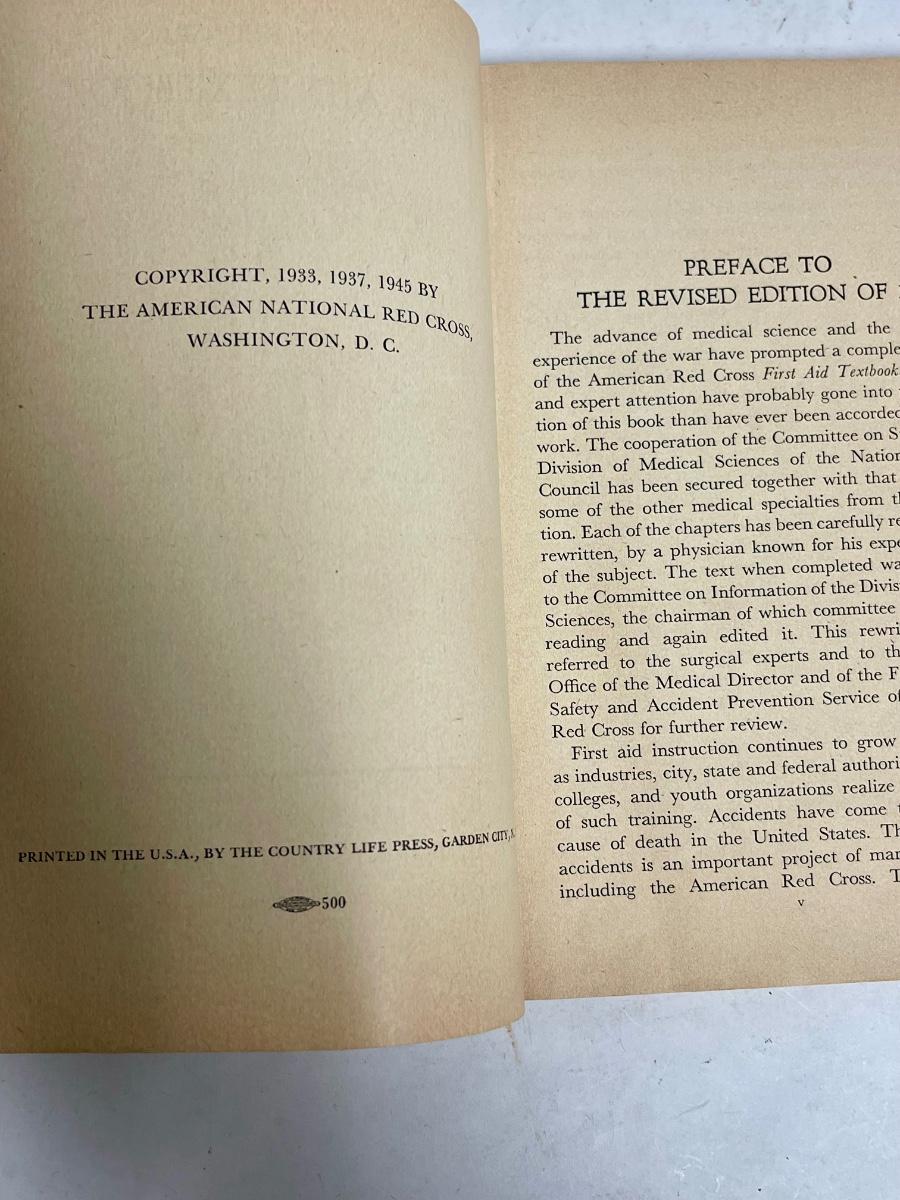 COPYRIGHT, 1933, 1937, 1945 BY
THE AMERICAN NATIONAL RED CROSS,
WASHINGTON, D. C.
PRINTED IN THE U.S.A., BY THE COUNTRY LIFE PRESS, GARDEN CITY,
500
PREFACE TO
THE REVISED EDITION OF
The advance of medical science and the
experience of the war have prompted a comple
of the American Red Cross First Aid Textbook
and expert attention have probably gone into
tion of this book than have ever been accorded
work. The cooperation of the Committee on S
Division of Medical Sciences of the Nation
Council has been secured together with that
some of the other medical specialties from th
tion. Each of the chapters has been carefully re
rewritten, by a physician known for his expe
of the subject. The text when completed wa
to the Committee on Information of the Divis
Sciences, the chairman of which committee
reading and again edited it. This rewri
referred to the surgical experts and to th
Office of the Medical Director and of the F
Safety and Accident Prevention Service of
Red Cross for further review.
First aid instruction continues to grow
as industries, city, state and federal authori
colleges, and youth organizations realize
of such training. Accidents have come t
cause of death in the United States. Th
accidents is an important project of man
including the American Red Cross. T
v